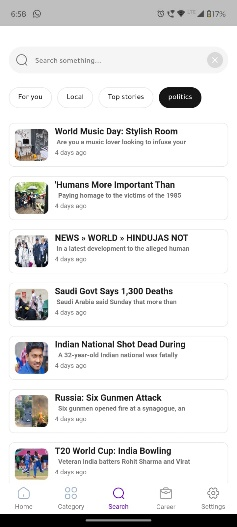 6:58
LTE
17%
Search something...
For you
Local
Top stories
politics
World Music Day: Stylish Room
Are you a music lover looking to infuse your
4 days ago
'Humans More Important Than
Paying homage to the victims of the 1985
4 days ago
NEWS » WORLD » HINDUJAS NOT
In a latest development to the alleged human
4 days ago
Saudi Govt Says 1,300 Deaths
Saudi Arabia said Sunday that more than
4 days ago
Indian National Shot Dead During
A 32-year-old Indian national was fatally
4 days ago
Russia: Six Gunmen Attack
Six gunmen opened fire at a synagogue, an
4 days ago
T20 World Cup: India Bowling
Veteran India batters Rohit Sharma and Virat
4 days ago
Home
Category
Search
Career
Settings